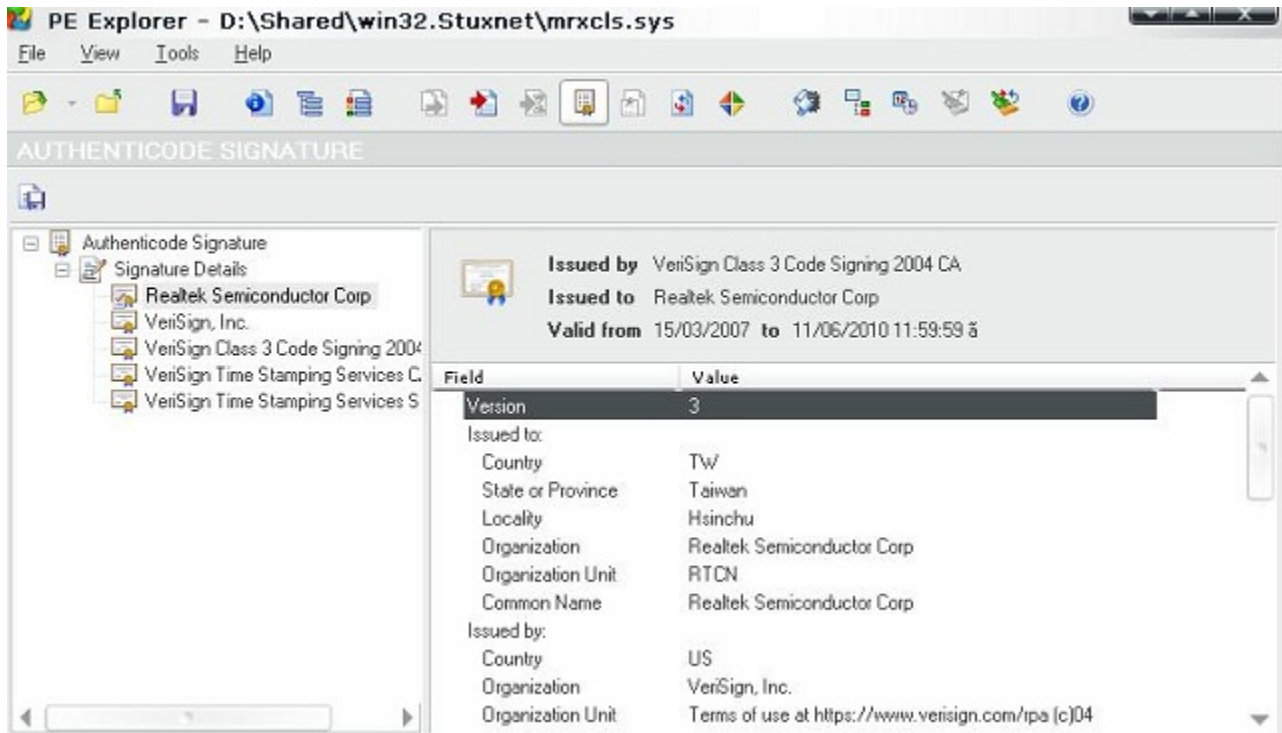 PE Explorer - D:\Shared\win32.Stuxnet\mrxcls.sys
File View Tools Help
AUTHENTICODE SIGNATURE
Authenticode Signature
Signature Details
Realtek Semiconductor Corp
VeriSign, Inc.
VeriSign Class 3 Code Signing 2004
VeriSign Time Stamping Services C
VeriSign Time Stamping Services S
Issued by VeriSign Class 3 Code Signing 2004 CA
Issued to Realtek Semiconductor Corp
Valid from 15/03/2007 to 11/06/2010 11:59:59 ã
Field Value
Version 3
Issued to:
Country TW
State or Province Taiwan
Locality Hsinchu
Organization Realtek Semiconductor Corp
Organization Unit RTCN
Common Name Realtek Semiconductor Corp
Issued by:
Country US
Organization VeriSign, Inc.
Organization Unit Terms of use at https://www.verisign.com/rpa (c)04